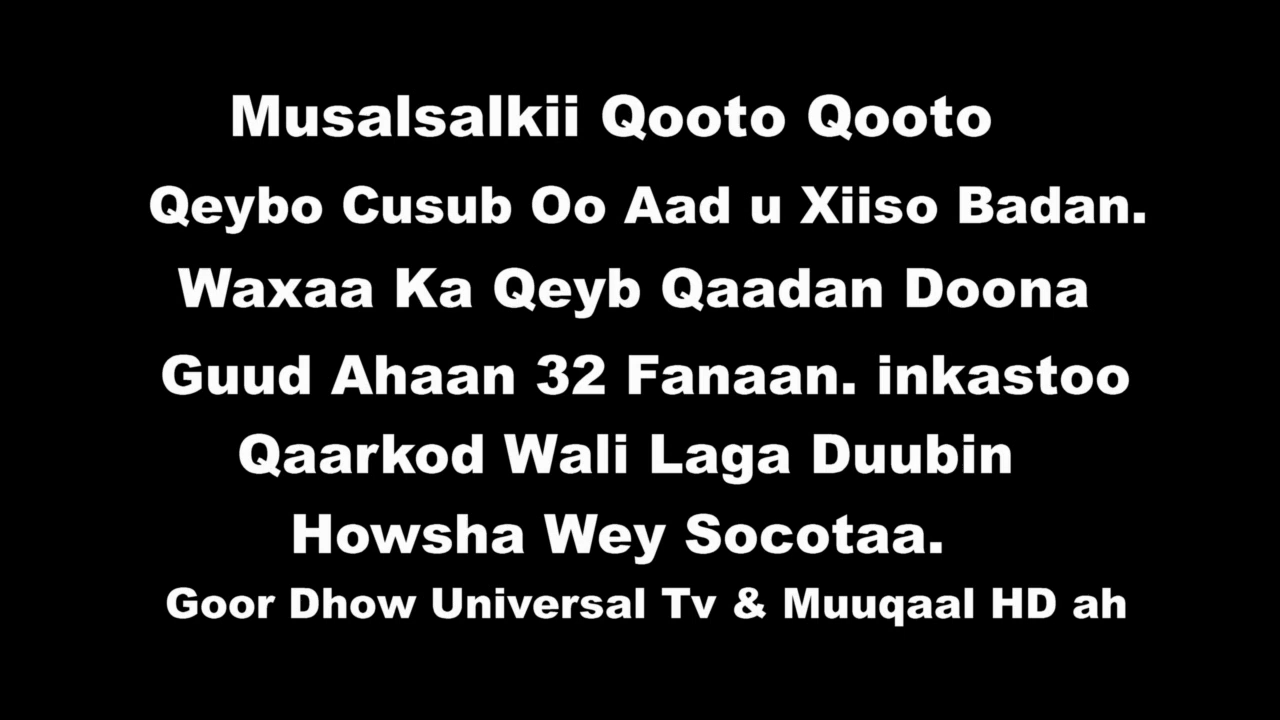 Musalsalkii Qooto Qooto
Qeybo Cusub Oo Aad u Xiiso Badan.
Waxaa Ka Qeyb Qaadan Doona
Guud Ahaan 32 Fanaan. inkastoo
Qaarkod Wali Laga Duubin
Howsha Wey Socotaa.
Goor Dhow Universal Tv & Muuqaal HD ah